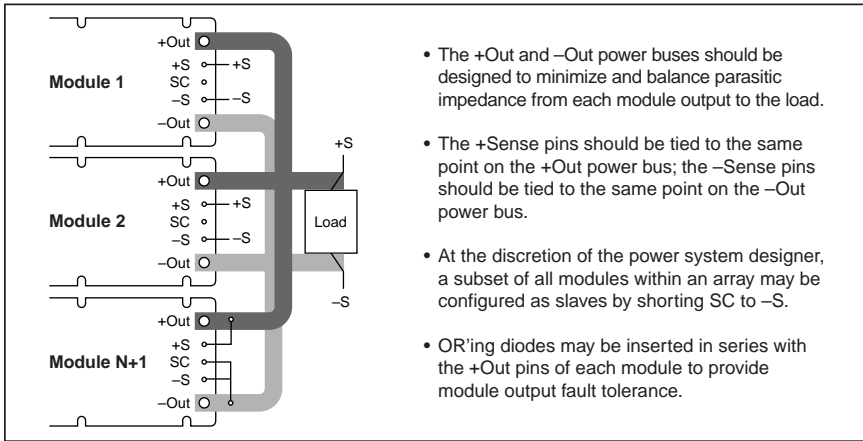 +Out
+S
+S
Module 1
SC
–S
–S
–Out
+S
+Out
+S
+S
Module 2
SC
Load
–S
–S
–Out
–S
+Out
+S
Module N+1
SC
–S
–Out
• The +Out and –Out power buses should be
designed to minimize and balance parasitic
impedance from each module output to the load.
• The +Sense pins should be tied to the same
point on the +Out power bus; the –Sense pins
should be tied to the same point on the –Out
power bus.
• At the discretion of the power system designer,
a subset of all modules within an array may be
configured as slaves by shorting SC to –S.
• OR'ing diodes may be inserted in series with
the +Out pins of each module to provide
module output fault tolerance.